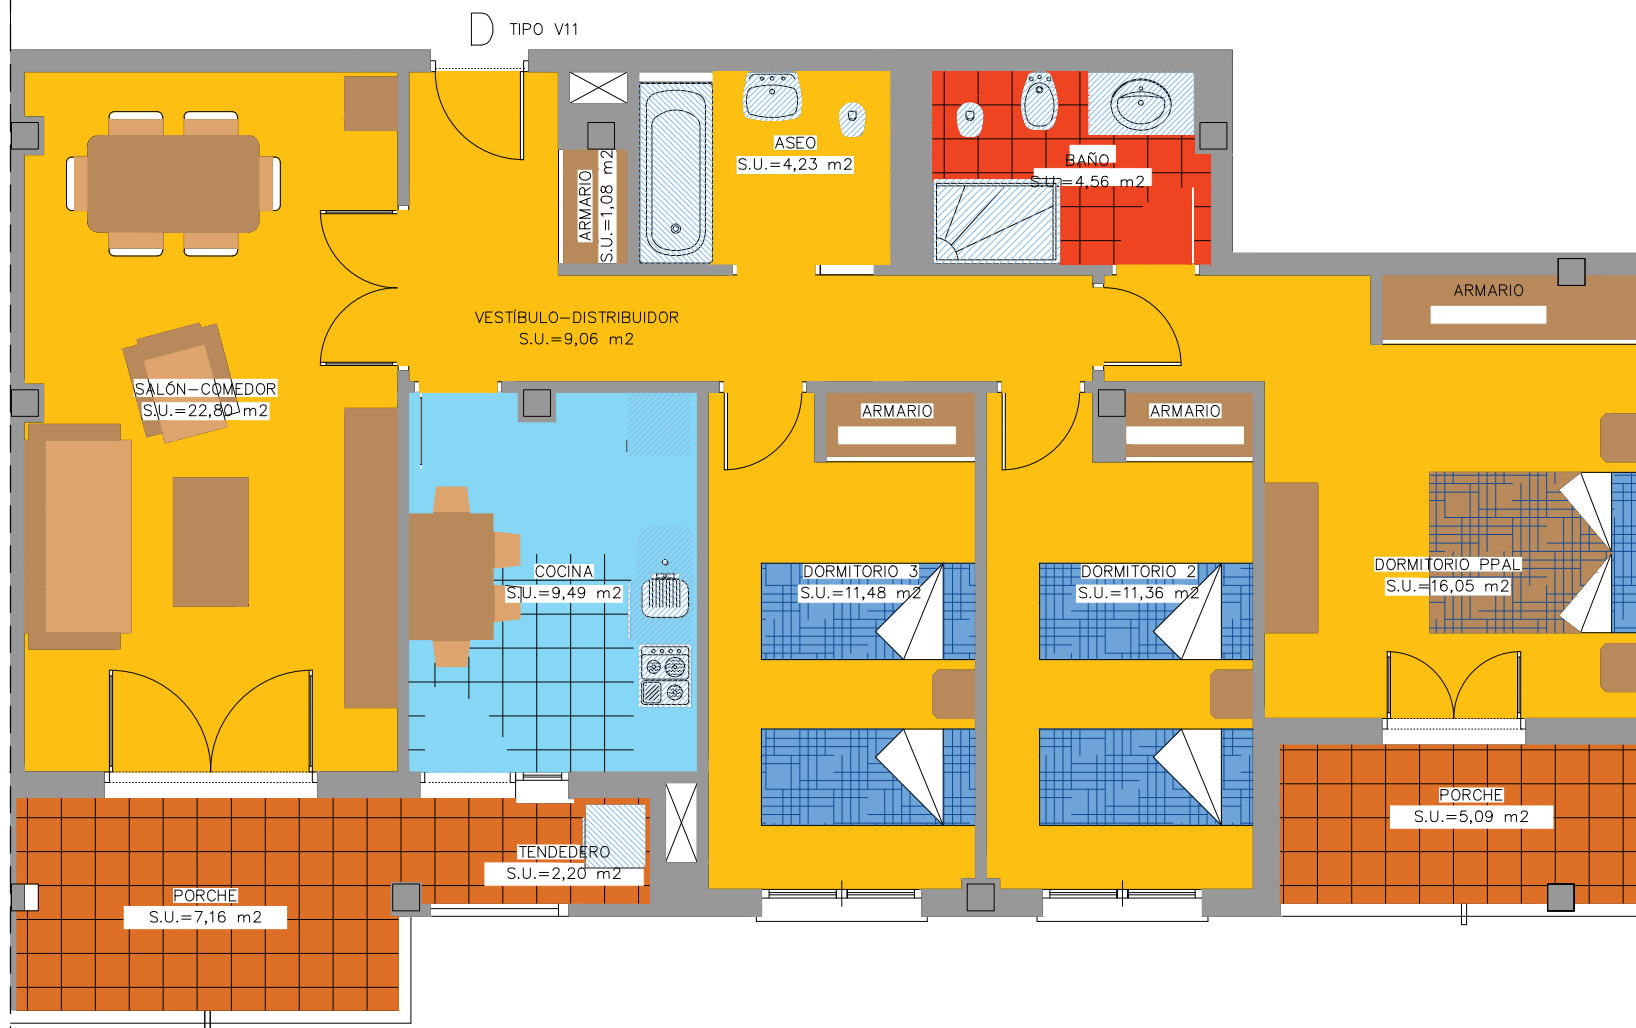 D TIPO V11
ASEO
S.U.=4,23 m2
BAÑO
S.U.=4,56 m2
ARMARIO
S.U.=1,08 m2
ARMARIO
VESTÍBULO-DISTRIBUIDOR
S.U.=9,06 m2
SALÓN-COMEDOR
S.U.=22,80 m2
ARMARIO
ARMARIO
COCINA
S.U.=9,49 m2
DORMITORIO 3
S.U.=11,48 m2
DORMITORIO 2
S.U.=11,36 m2
DORMITORIO PPAL
S.U.=16,05 m2
PORCHE
S.U.=5,09 m2
TENDEDERO
S.U.=2,20 m2
PORCHE
S.U.=7,16 m2